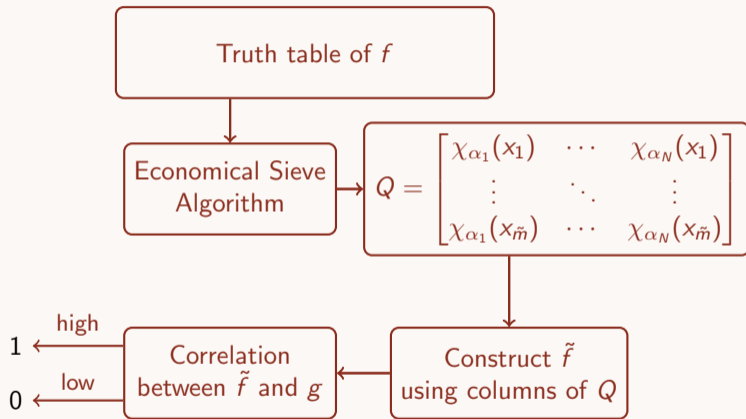 Truth table of f
Economical Sieve
Algorithm
Q = [χ_{α_1}(x_1) ⋯ χ_{α_N}(x_1)
⋮ ⋱ ⋮
χ_{α_1}(x_{m̃}) ⋯ χ_{α_N}(x_{m̃})]
high
1
low
0
Correlation
between f̃ and g
Construct f̃
using columns of Q